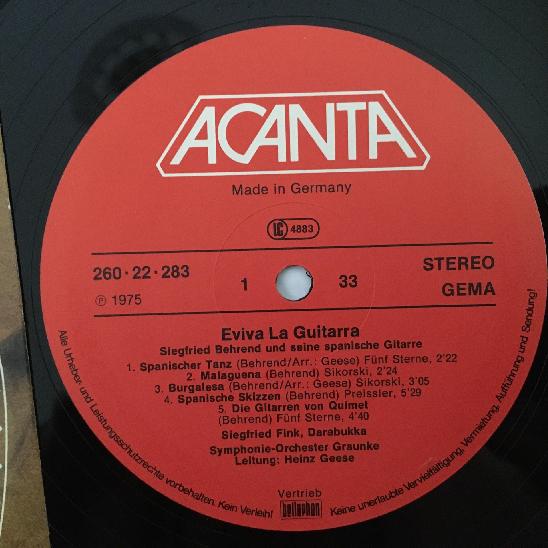 ACANTA
Made in Germany
LC 4883
260·22·283 1 33 STEREO
Ⓟ 1975 GEMA
Eviva La Guitarra
Siegfried Behrend und seine spanische Gitarre
1. Spanischer Tanz (Behrend/Arr.: Geese) Fünf Sterne, 2'22
2. Malaguena (Behrend) Sikorski, 2'24
3. Burgalesa (Behrend/Arr.: Geese) Sikorski, 3'05
4. Spanische Skizzen (Behrend) Preissler, 5'29
5. Die Gitarren von Quimet
(Behrend) Fünf Sterne, 4'40
Siegfried Fink, Darabukka
Symphonie-Orchester Graunke
Leitung: Heinz Geese
Vertrieb
bellaphon
Alle Urheber- und Leistungsschutzrechte vorbehalten. Kein Verleih! Keine unerlaubte Vervielfältigung, Vermietung, Aufführung und Sendung!